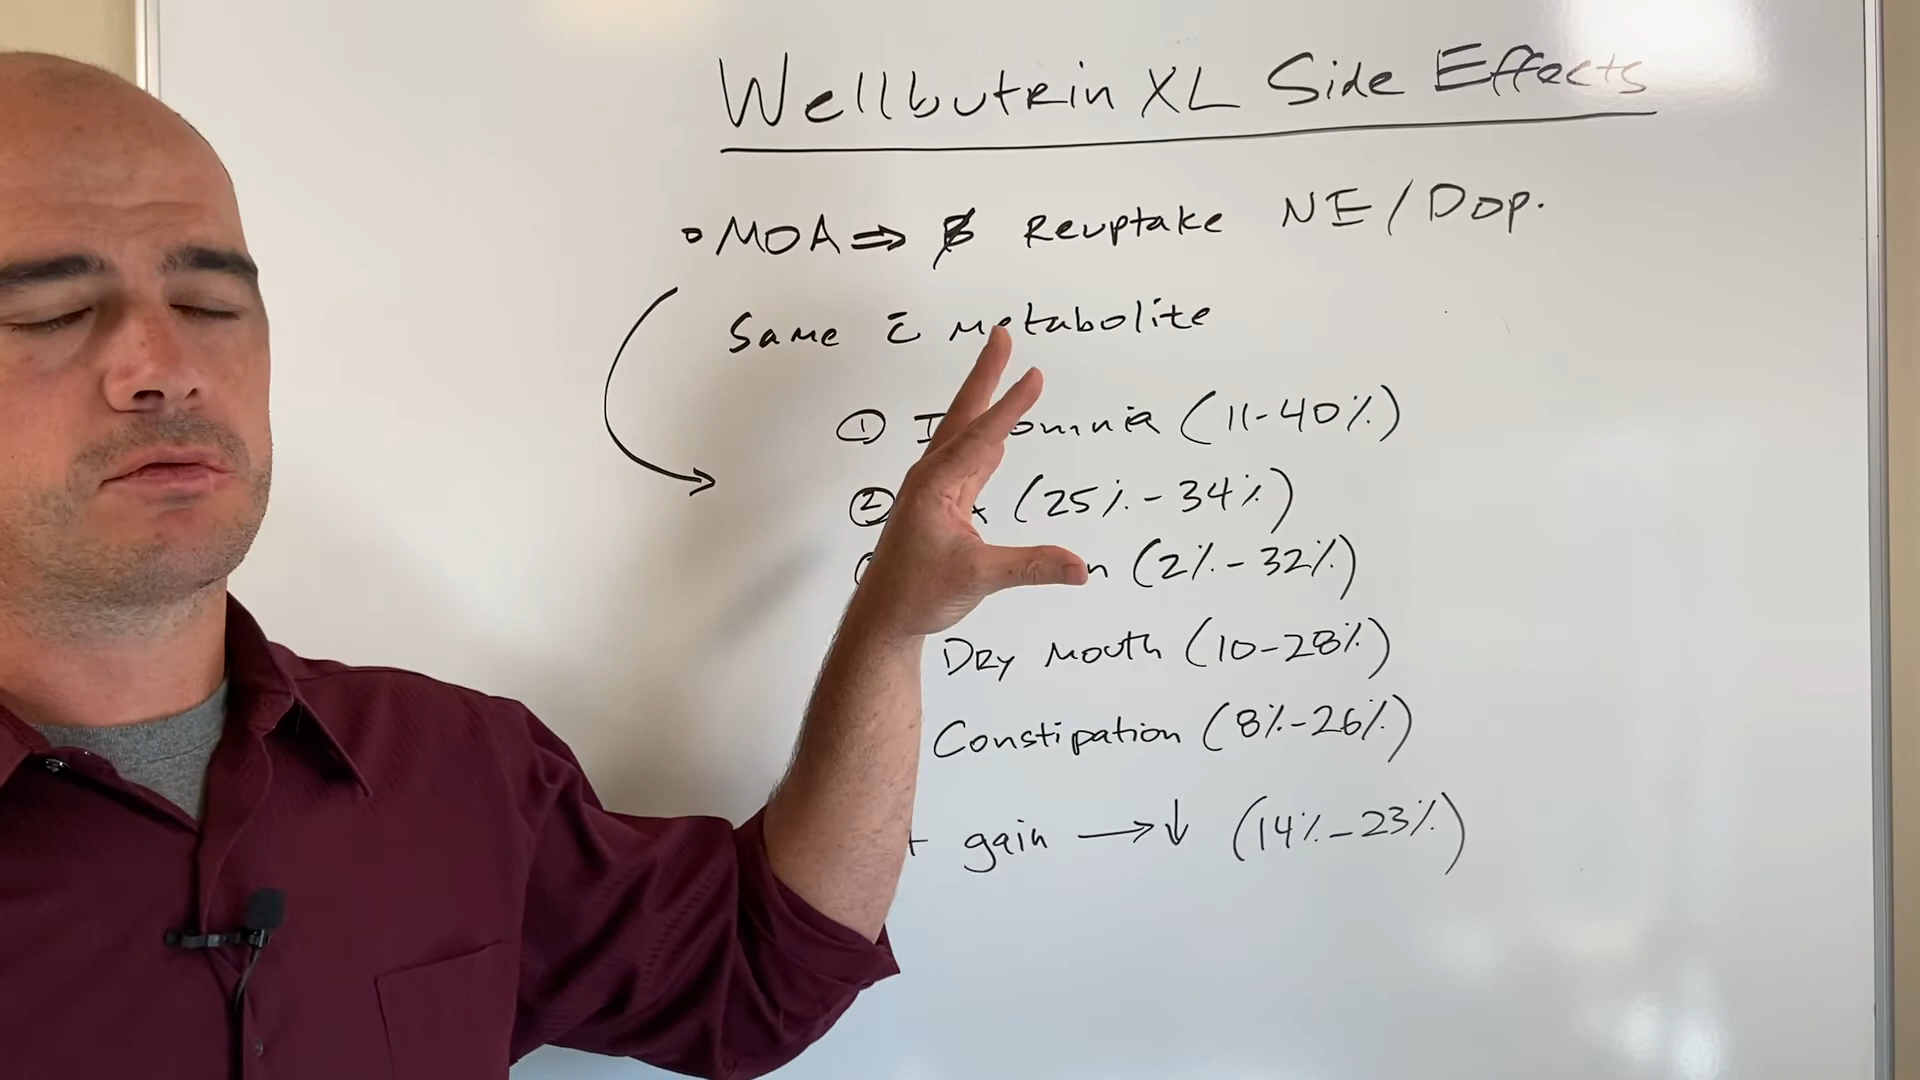 Wellbutrin XL Side Effects
• MOA ⇒ Reuptake NE/Dop.
Same c̄ metabolite
① Insomnia (11-40%)
② (25%-34%)
(2%-32%)
Dry Mouth (10-28%)
Constipation (8%-26%)
gain → ↓ (14%-23%)